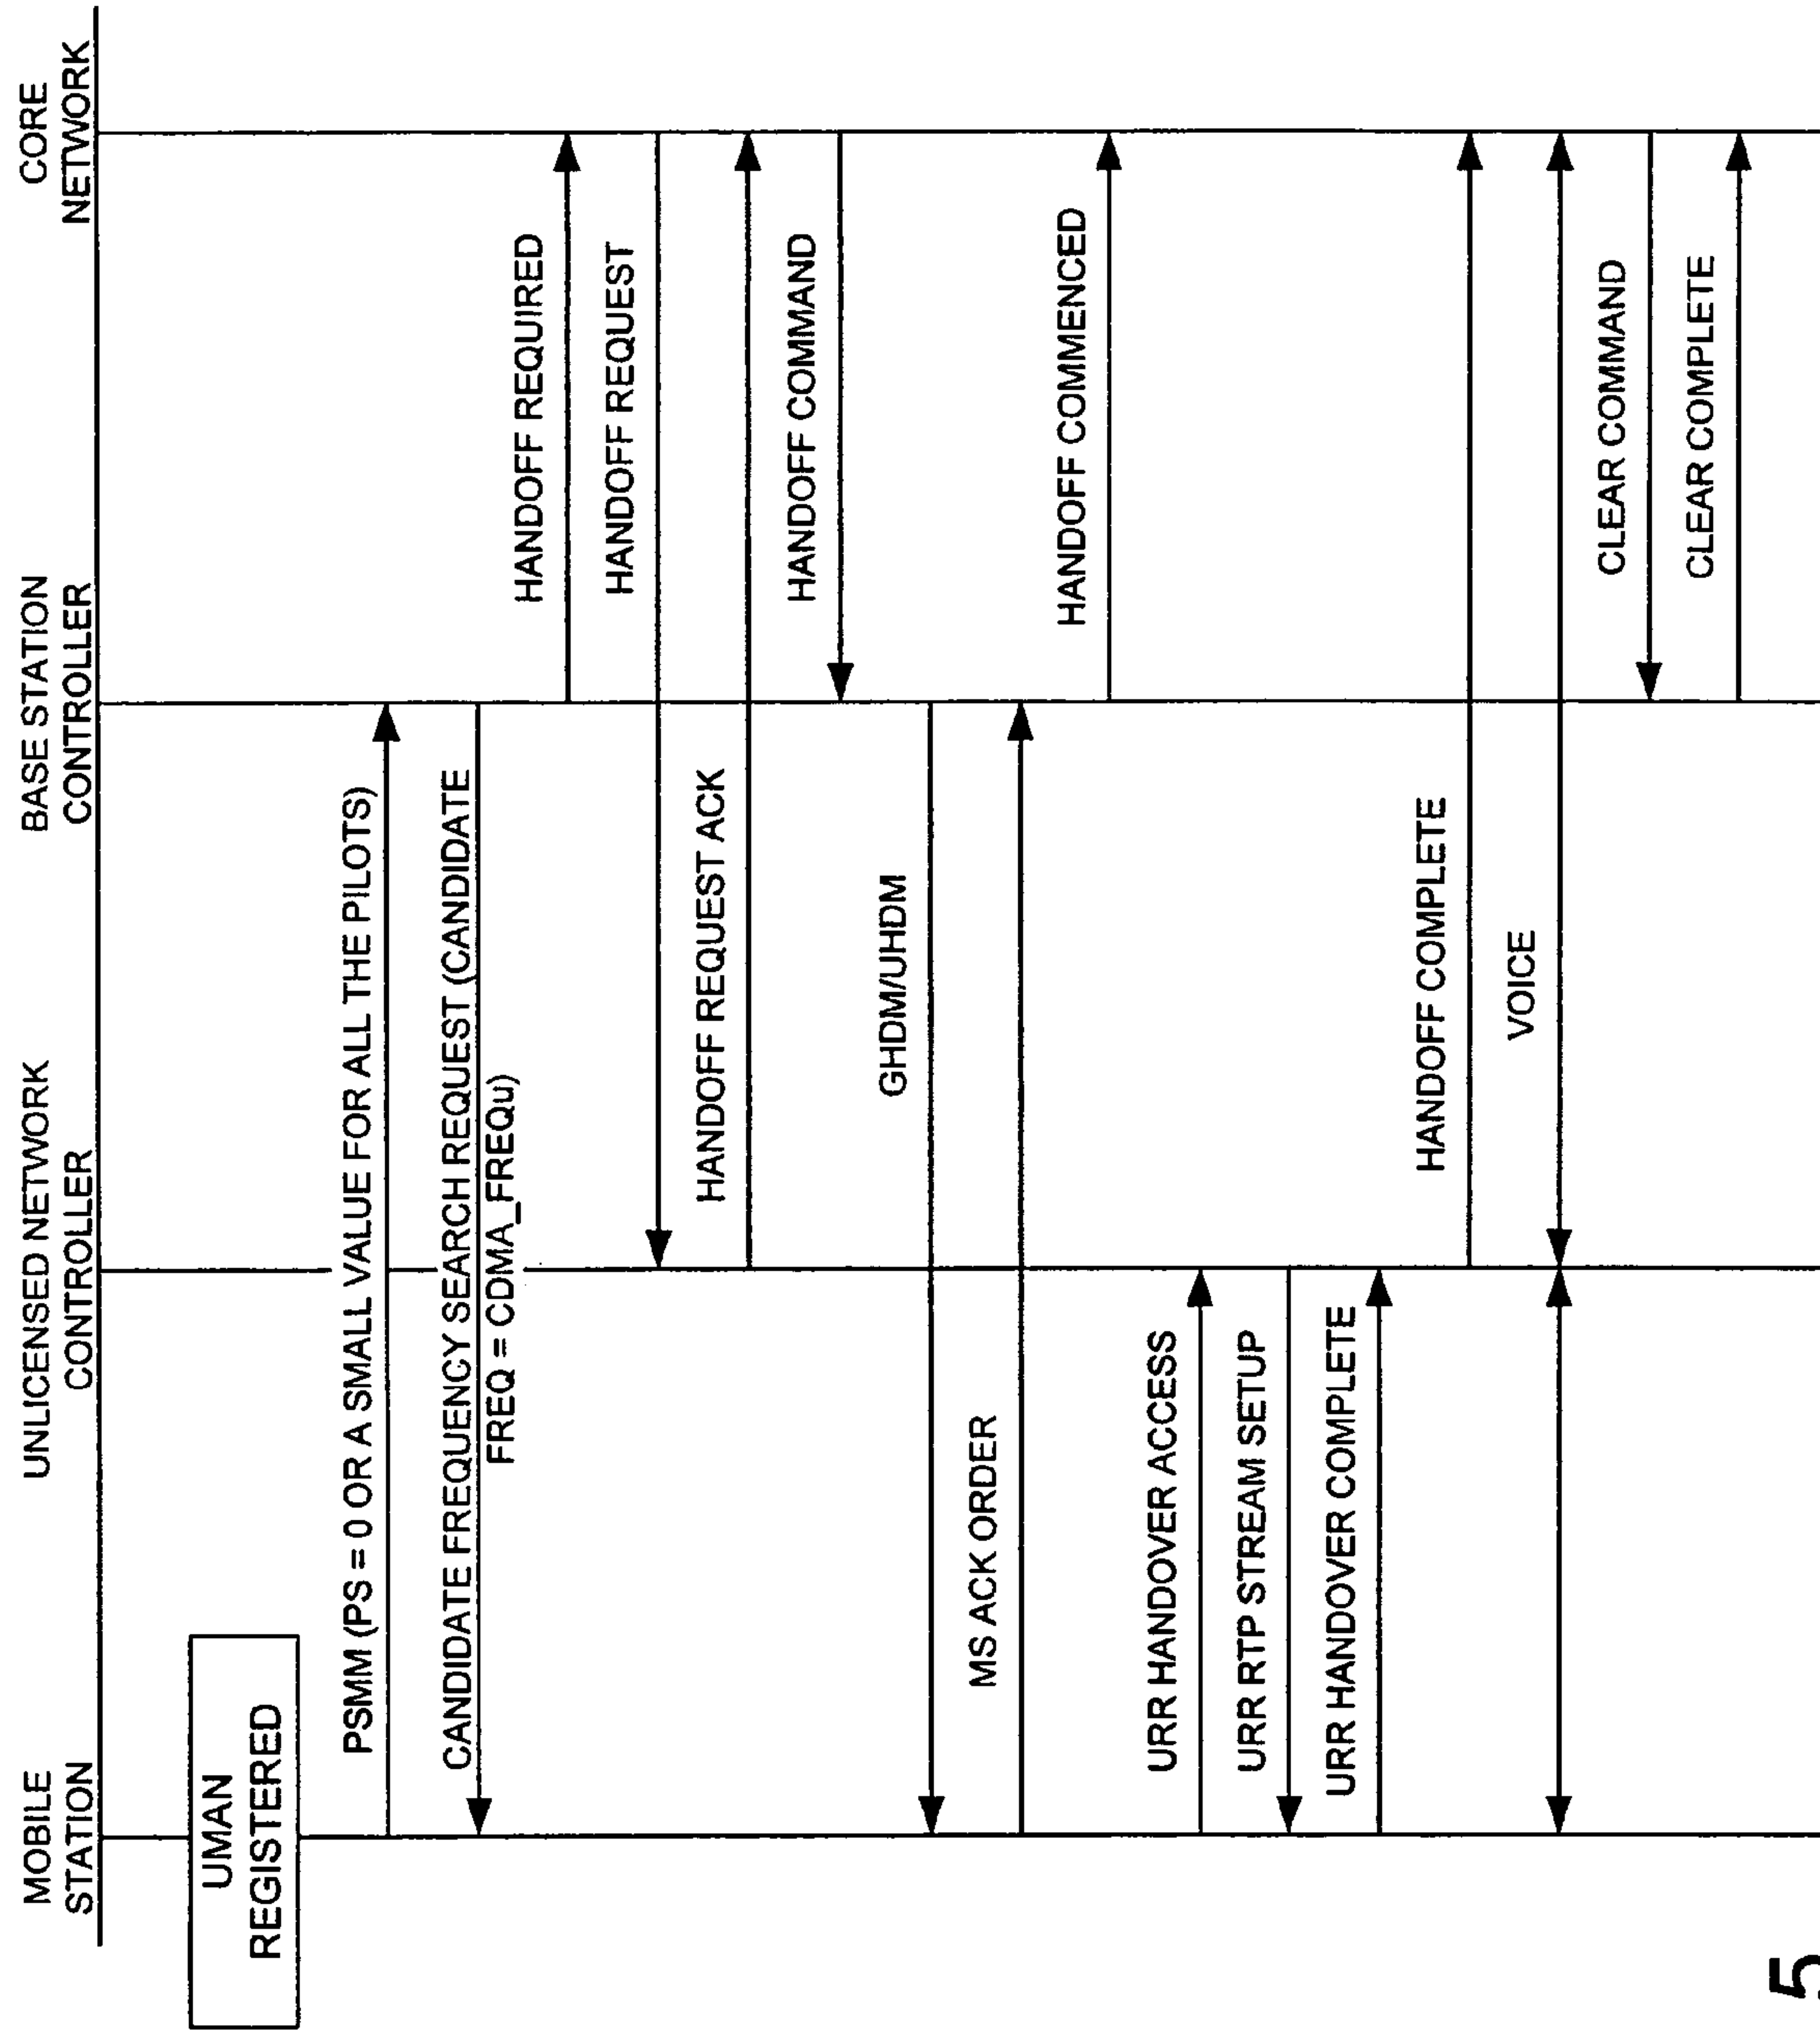 MOBILE
STATION
UNLICENSED NETWORK
CONTROLLER
BASE STATION
CONTROLLER
CORE
NETWORK
UMAN
REGISTERED
PSMM (PS = 0 OR A SMALL VALUE FOR ALL THE PILOTS)
CANDIDATE FREQUENCY SEARCH REQUEST (CANDIDATE
FREQ = CDMA_FREQu)
HANDOFF REQUIRED
HANDOFF REQUEST
HANDOFF REQUEST ACK
HANDOFF COMMAND
GHDM/UHDM
MS ACK ORDER
HANDOFF COMMENCED
URR HANDOVER ACCESS
URR RTP STREAM SETUP
URR HANDOVER COMPLETE
HANDOFF COMPLETE
VOICE
CLEAR COMMAND
CLEAR COMPLETE
5